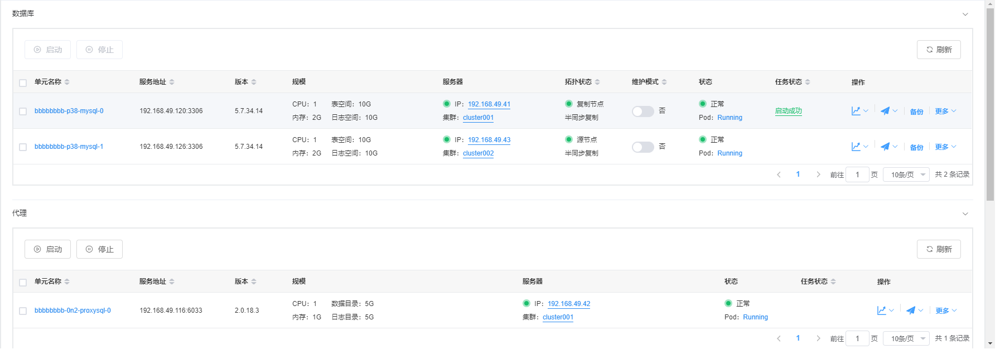 数据库
启动 停止 刷新
单元名称 服务地址 版本 规模 服务器 拓扑状态 维护模式 状态 任务状态 操作
bbbbbbbb-p38-mysql-0 192.168.49.120:3306 5.7.34.14 CPU：1 表空间：10G IP：192.168.49.41 复制节点 否 正常 启动成功 备份 更多
内存：2G 日志空间：10G 集群：cluster001 半同步复制 Pod：Running
bbbbbbbb-p38-mysql-1 192.168.49.126:3306 5.7.34.14 CPU：1 表空间：10G IP：192.168.49.43 源节点 否 正常 备份 更多
内存：2G 日志空间：10G 集群：cluster002 半同步复制 Pod：Running
1 前往 1 页 10条/页 共 2 条记录
代理
启动 停止 刷新
单元名称 服务地址 版本 规模 服务器 状态 任务状态 操作
bbbbbbbb-0n2-proxysql-0 192.168.49.116:6033 2.0.18.3 CPU：1 数据目录：5G IP：192.168.49.42 正常 更多
内存：1G 日志目录：5G 集群：cluster001 Pod：Running
1 前往 1 页 10条/页 共 1 条记录